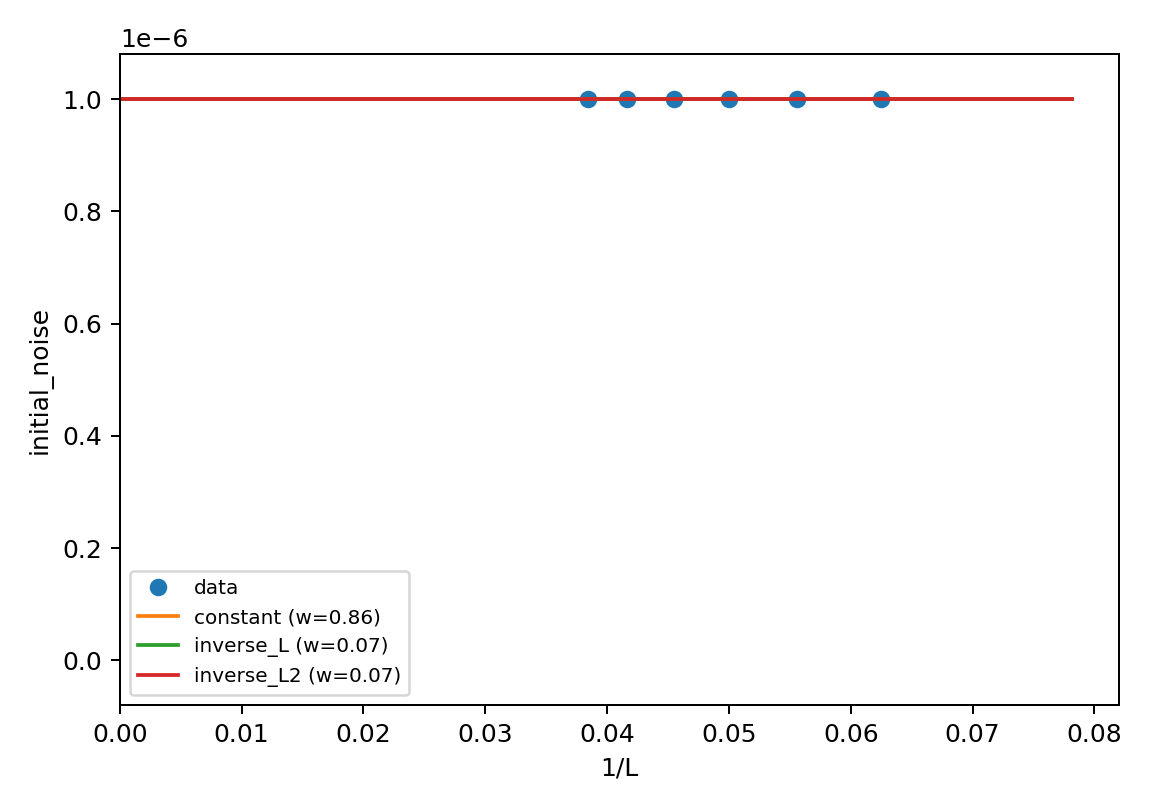 1e−6
1.0
0.8
0.6
0.4
0.2
0.0
initial_noise
data
constant (w=0.86)
inverse_L (w=0.07)
inverse_L2 (w=0.07)
0.00 0.01 0.02 0.03 0.04 0.05 0.06 0.07 0.08
1/L